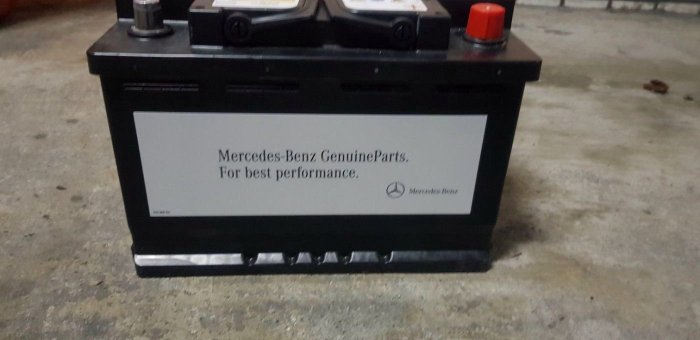 Mercedes-Benz GenuineParts.
For best performance.
Mercedes-Benz